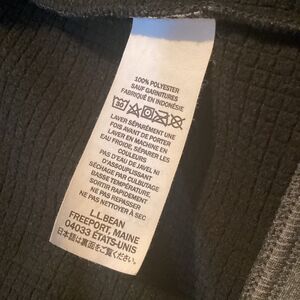 100% POLYESTER
SAUF GARNITURES
FABRIQUÉ EN INDONÉSIE
30
LAVER SÉPARÉMENT UNE
FOIS AVANT DE PORTER
LAVER EN MACHINE EN
EAU FROIDE, SÉPARER LES
COULEURS
PAS D'EAU DE JAVEL NI
D'ASSOUPLISSANT
SÉCHAGE PAR CULBUTAGE
BASSE TEMPÉRATURE,
SORTIR RAPIDEMENT
NE PAS REPASSER
NE PAS NETTOYER À SEC
L.L.BEAN
FREEPORT, MAINE
04033 ÉTATS-UNIS
日本語は裏面をご覧ください。